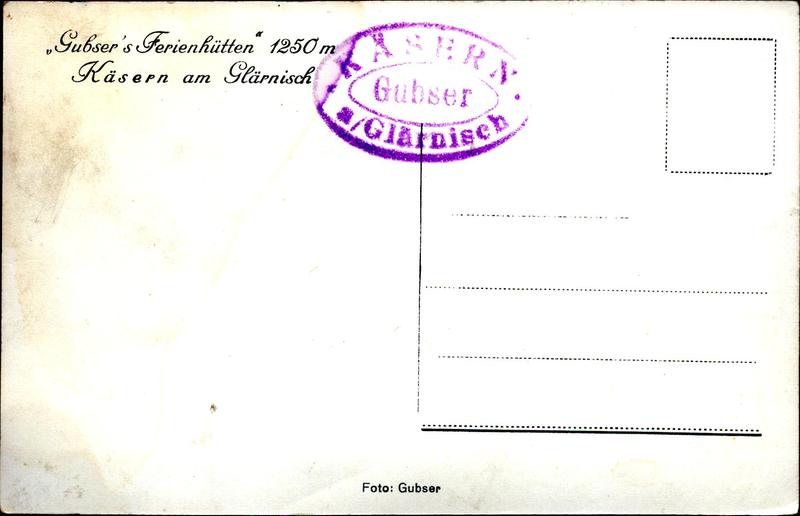 „Gubser's Ferienhütten“ 1250 m
Käsern am Glärnisch
KÄSERN
Gubser
a/Glärnisch
Foto: Gubser